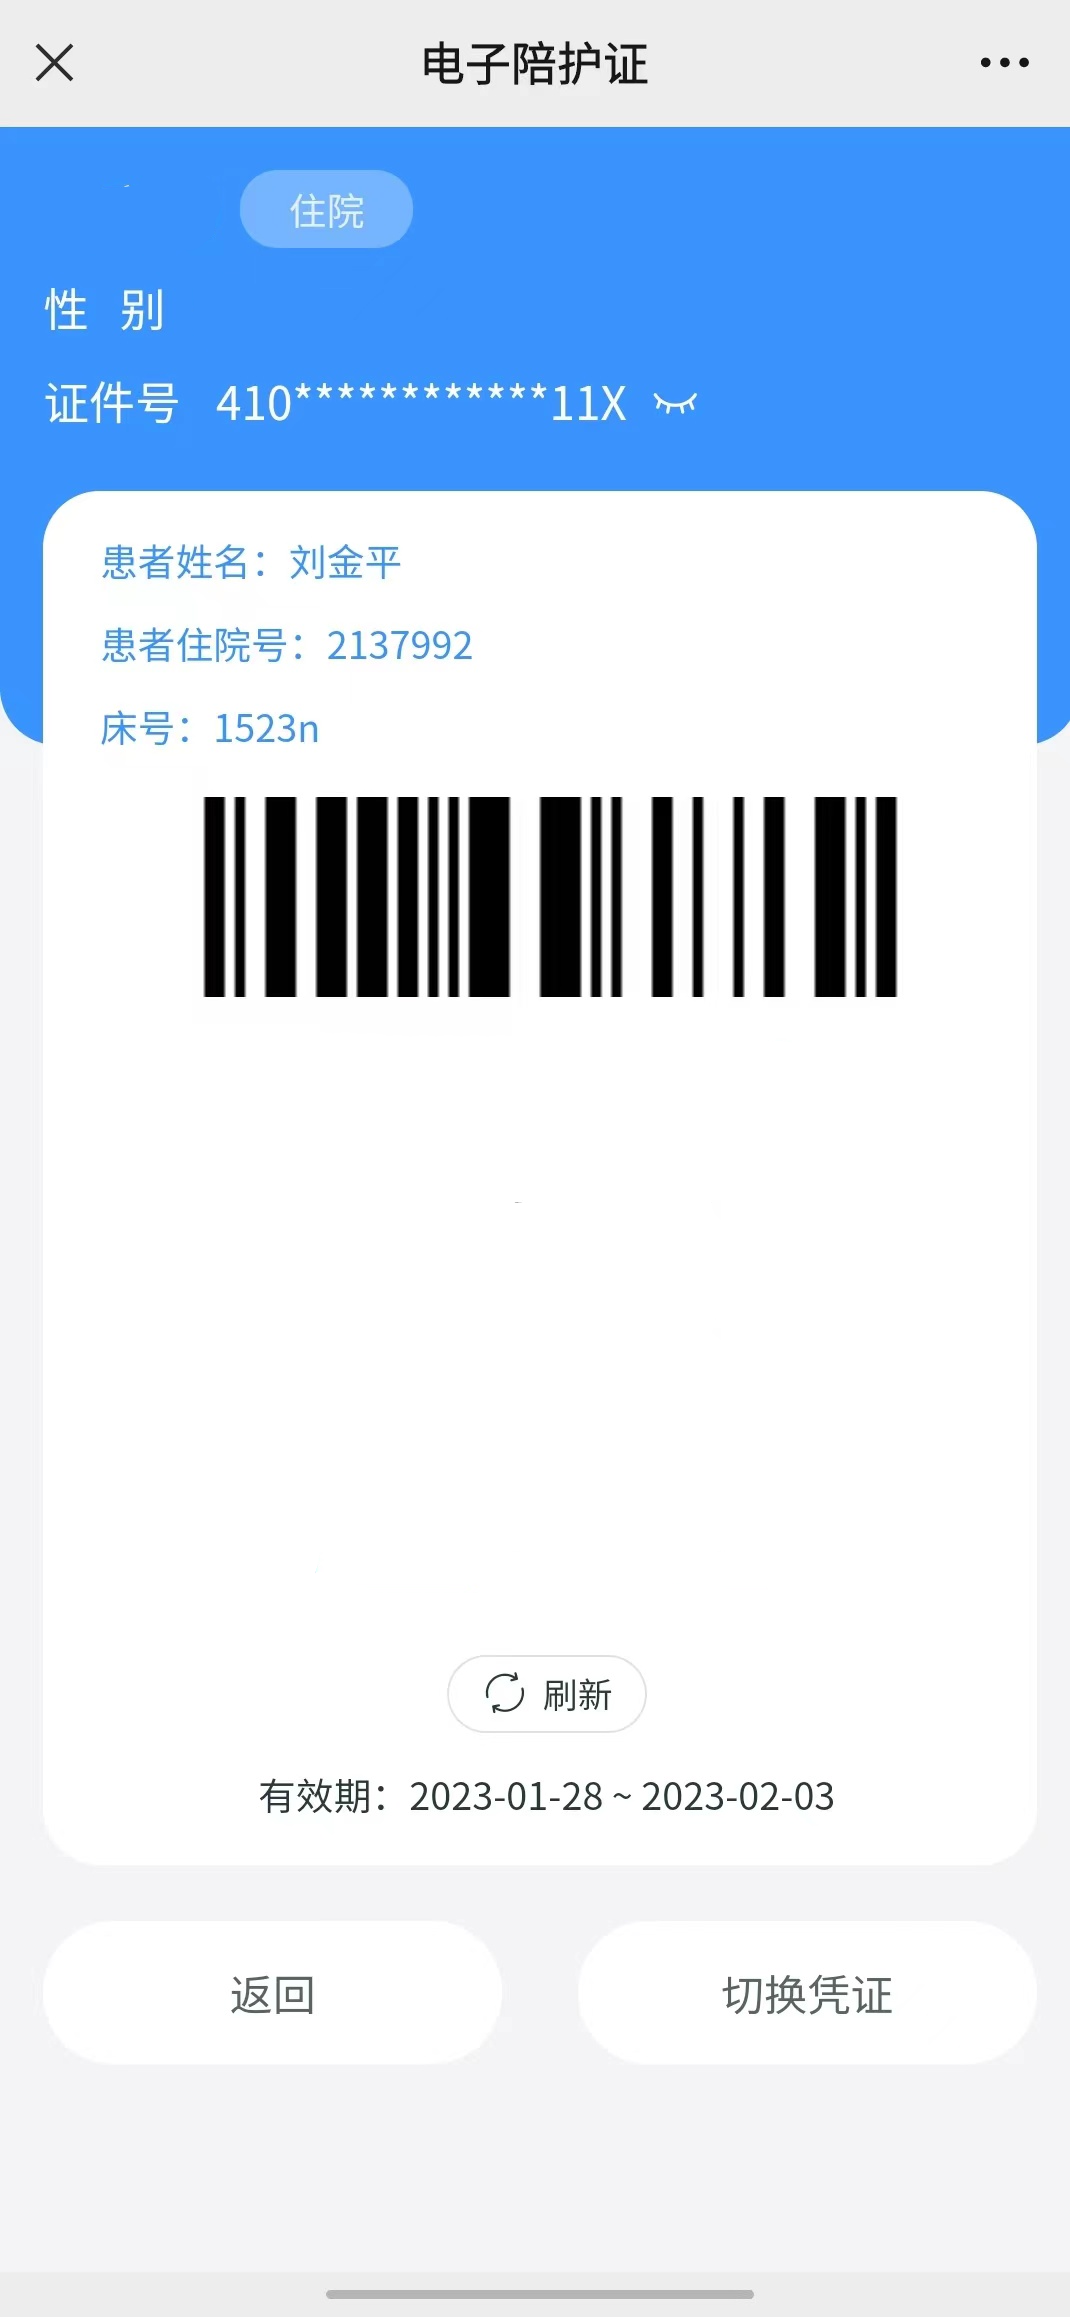 电子陪护证
住院
性 别
证件号 410************11X
患者姓名：刘金平
患者住院号：2137992
床号：1523n
刷新
有效期：2023-01-28 ~ 2023-02-03
返回
切换凭证